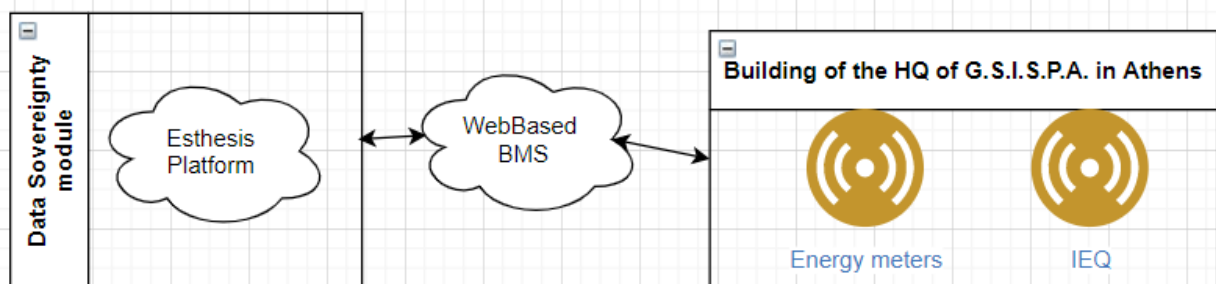 Data Sovereignty
module
Esthesis
Platform
WebBased
BMS
Building of the HQ of G.S.I.S.P.A. in Athens
Energy meters
IEQ